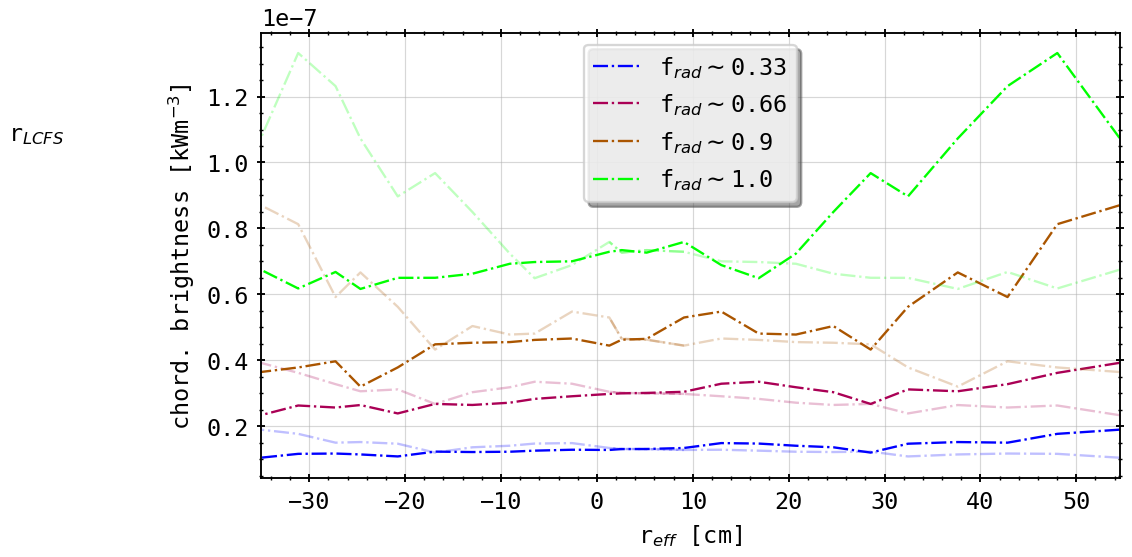 1e−7
r_LCFS
chord. brightness [kWm⁻³]
1.2
1.0
0.8
0.6
0.4
0.2
f_rad ∼ 0.33
f_rad ∼ 0.66
f_rad ∼ 0.9
f_rad ∼ 1.0
−30 −20 −10 0 10 20 30 40 50
r_eff [cm]